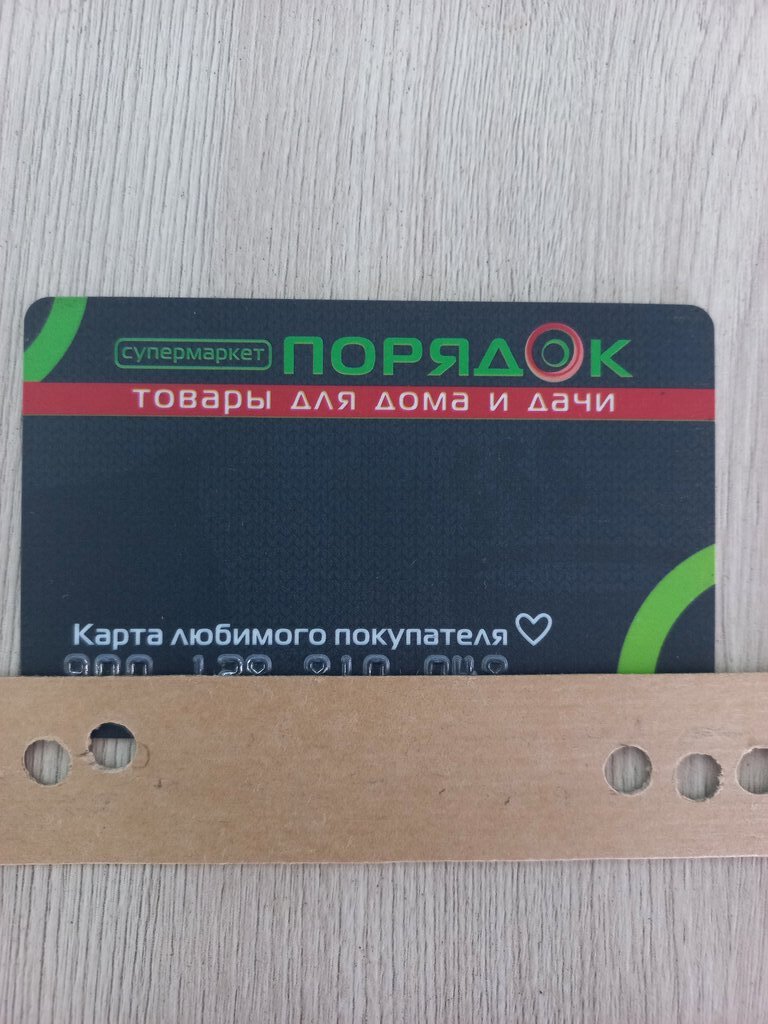 супермаркет ПОРЯДОК
товары для дома и дачи
Карта любимого покупателя